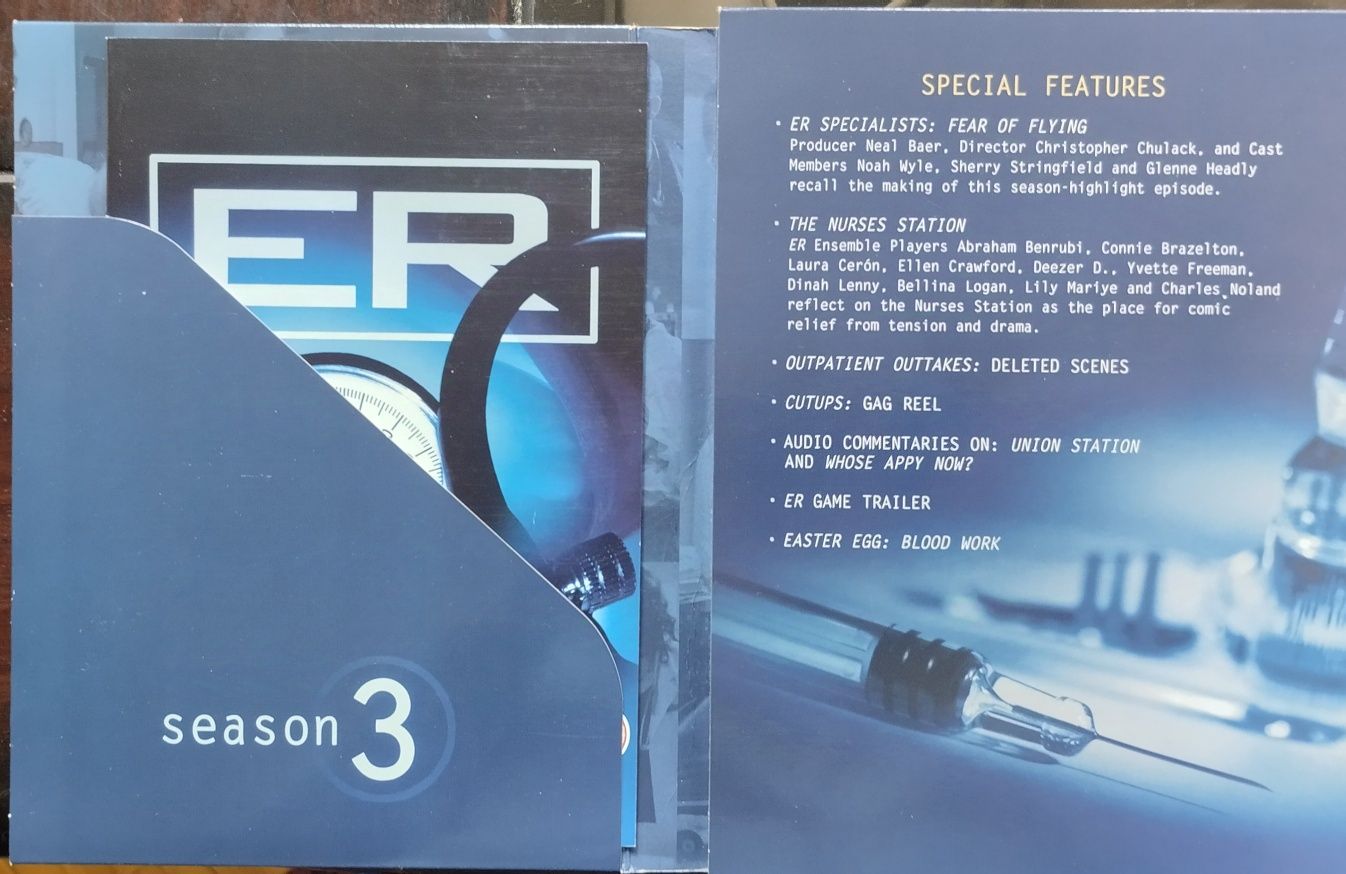 ER
season 3
SPECIAL FEATURES
• ER SPECIALISTS: FEAR OF FLYING
Producer Neal Baer, Director Christopher Chulack, and Cast
Members Noah Wyle, Sherry Stringfield and Glenne Headly
recall the making of this season-highlight episode.
• THE NURSES STATION
ER Ensemble Players Abraham Benrubi, Connie Brazelton,
Laura Cerón, Ellen Crawford, Deezer D., Yvette Freeman,
Dinah Lenny, Bellina Logan, Lily Mariye and Charles Noland
reflect on the Nurses Station as the place for comic
relief from tension and drama.
• OUTPATIENT OUTTAKES: DELETED SCENES
• CUTUPS: GAG REEL
• AUDIO COMMENTARIES ON: UNION STATION
AND WHOSE APPY NOW?
• ER GAME TRAILER
• EASTER EGG: BLOOD WORK